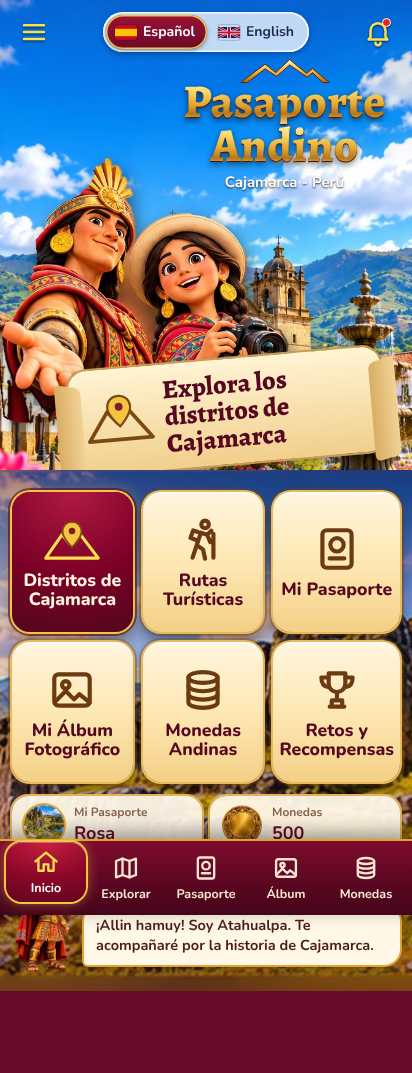 Español
English
Pasaporte
Andino
Cajamarca - Perú
Explora los
distritos de
Cajamarca
Distritos de
Cajamarca
Rutas
Turísticas
Mi Pasaporte
Mi Álbum
Fotográfico
Monedas
Andinas
Retos y
Recompensas
Mi Pasaporte
Rosa
Monedas
500
Inicio
Explorar
Pasaporte
Álbum
Monedas
¡Allin hamuy! Soy Atahualpa. Te
acompañaré por la historia de Cajamarca.